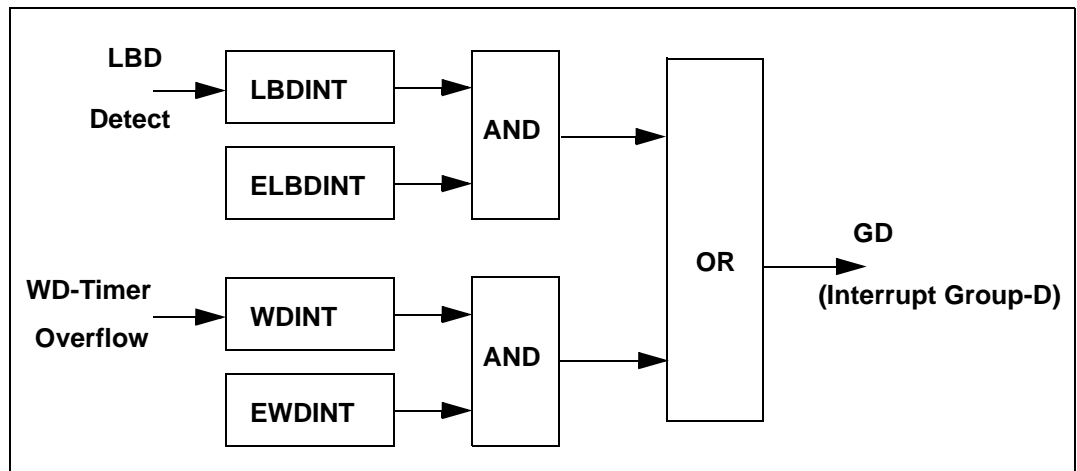 LBD
Detect
LBDINT
ELBDINT
AND
WD-Timer
Overflow
WDINT
EWDINT
AND
OR
GD
(Interrupt Group-D)